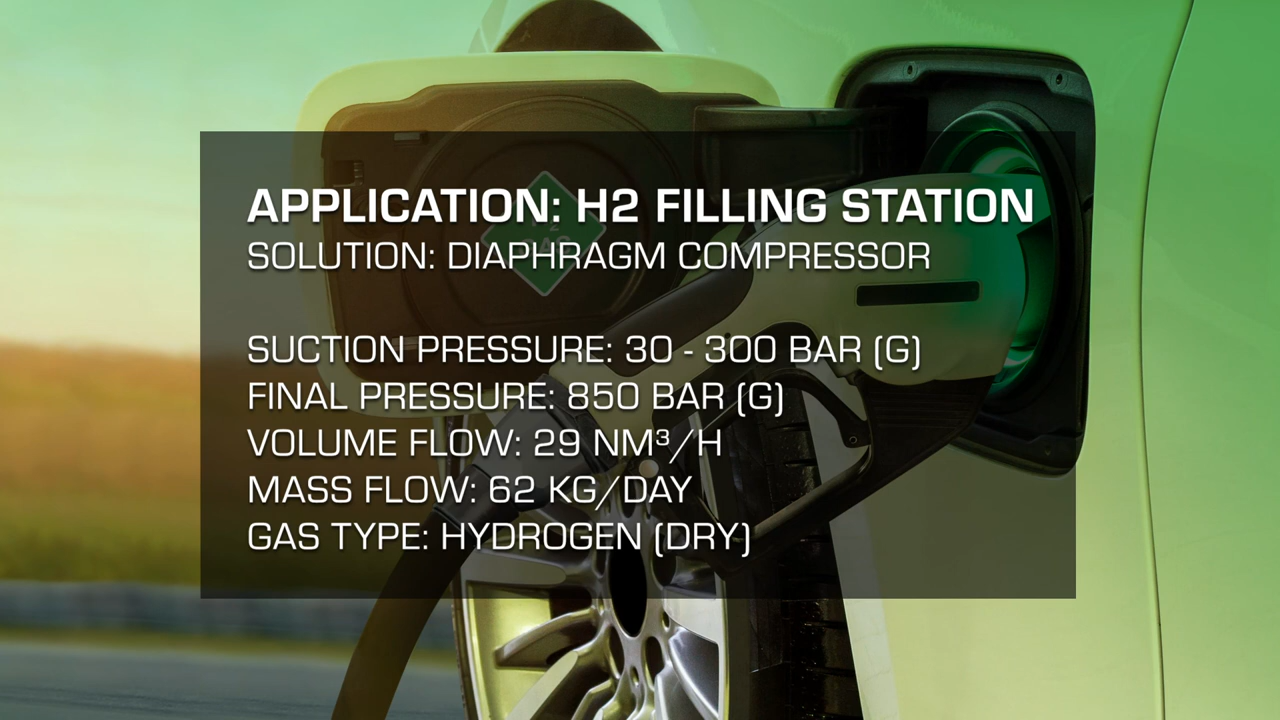 APPLICATION: H2 FILLING STATION
SOLUTION: DIAPHRAGM COMPRESSOR
SUCTION PRESSURE: 30 - 300 BAR (G)
FINAL PRESSURE: 850 BAR (G)
VOLUME FLOW: 29 NM³/H
MASS FLOW: 62 KG/DAY
GAS TYPE: HYDROGEN (DRY)